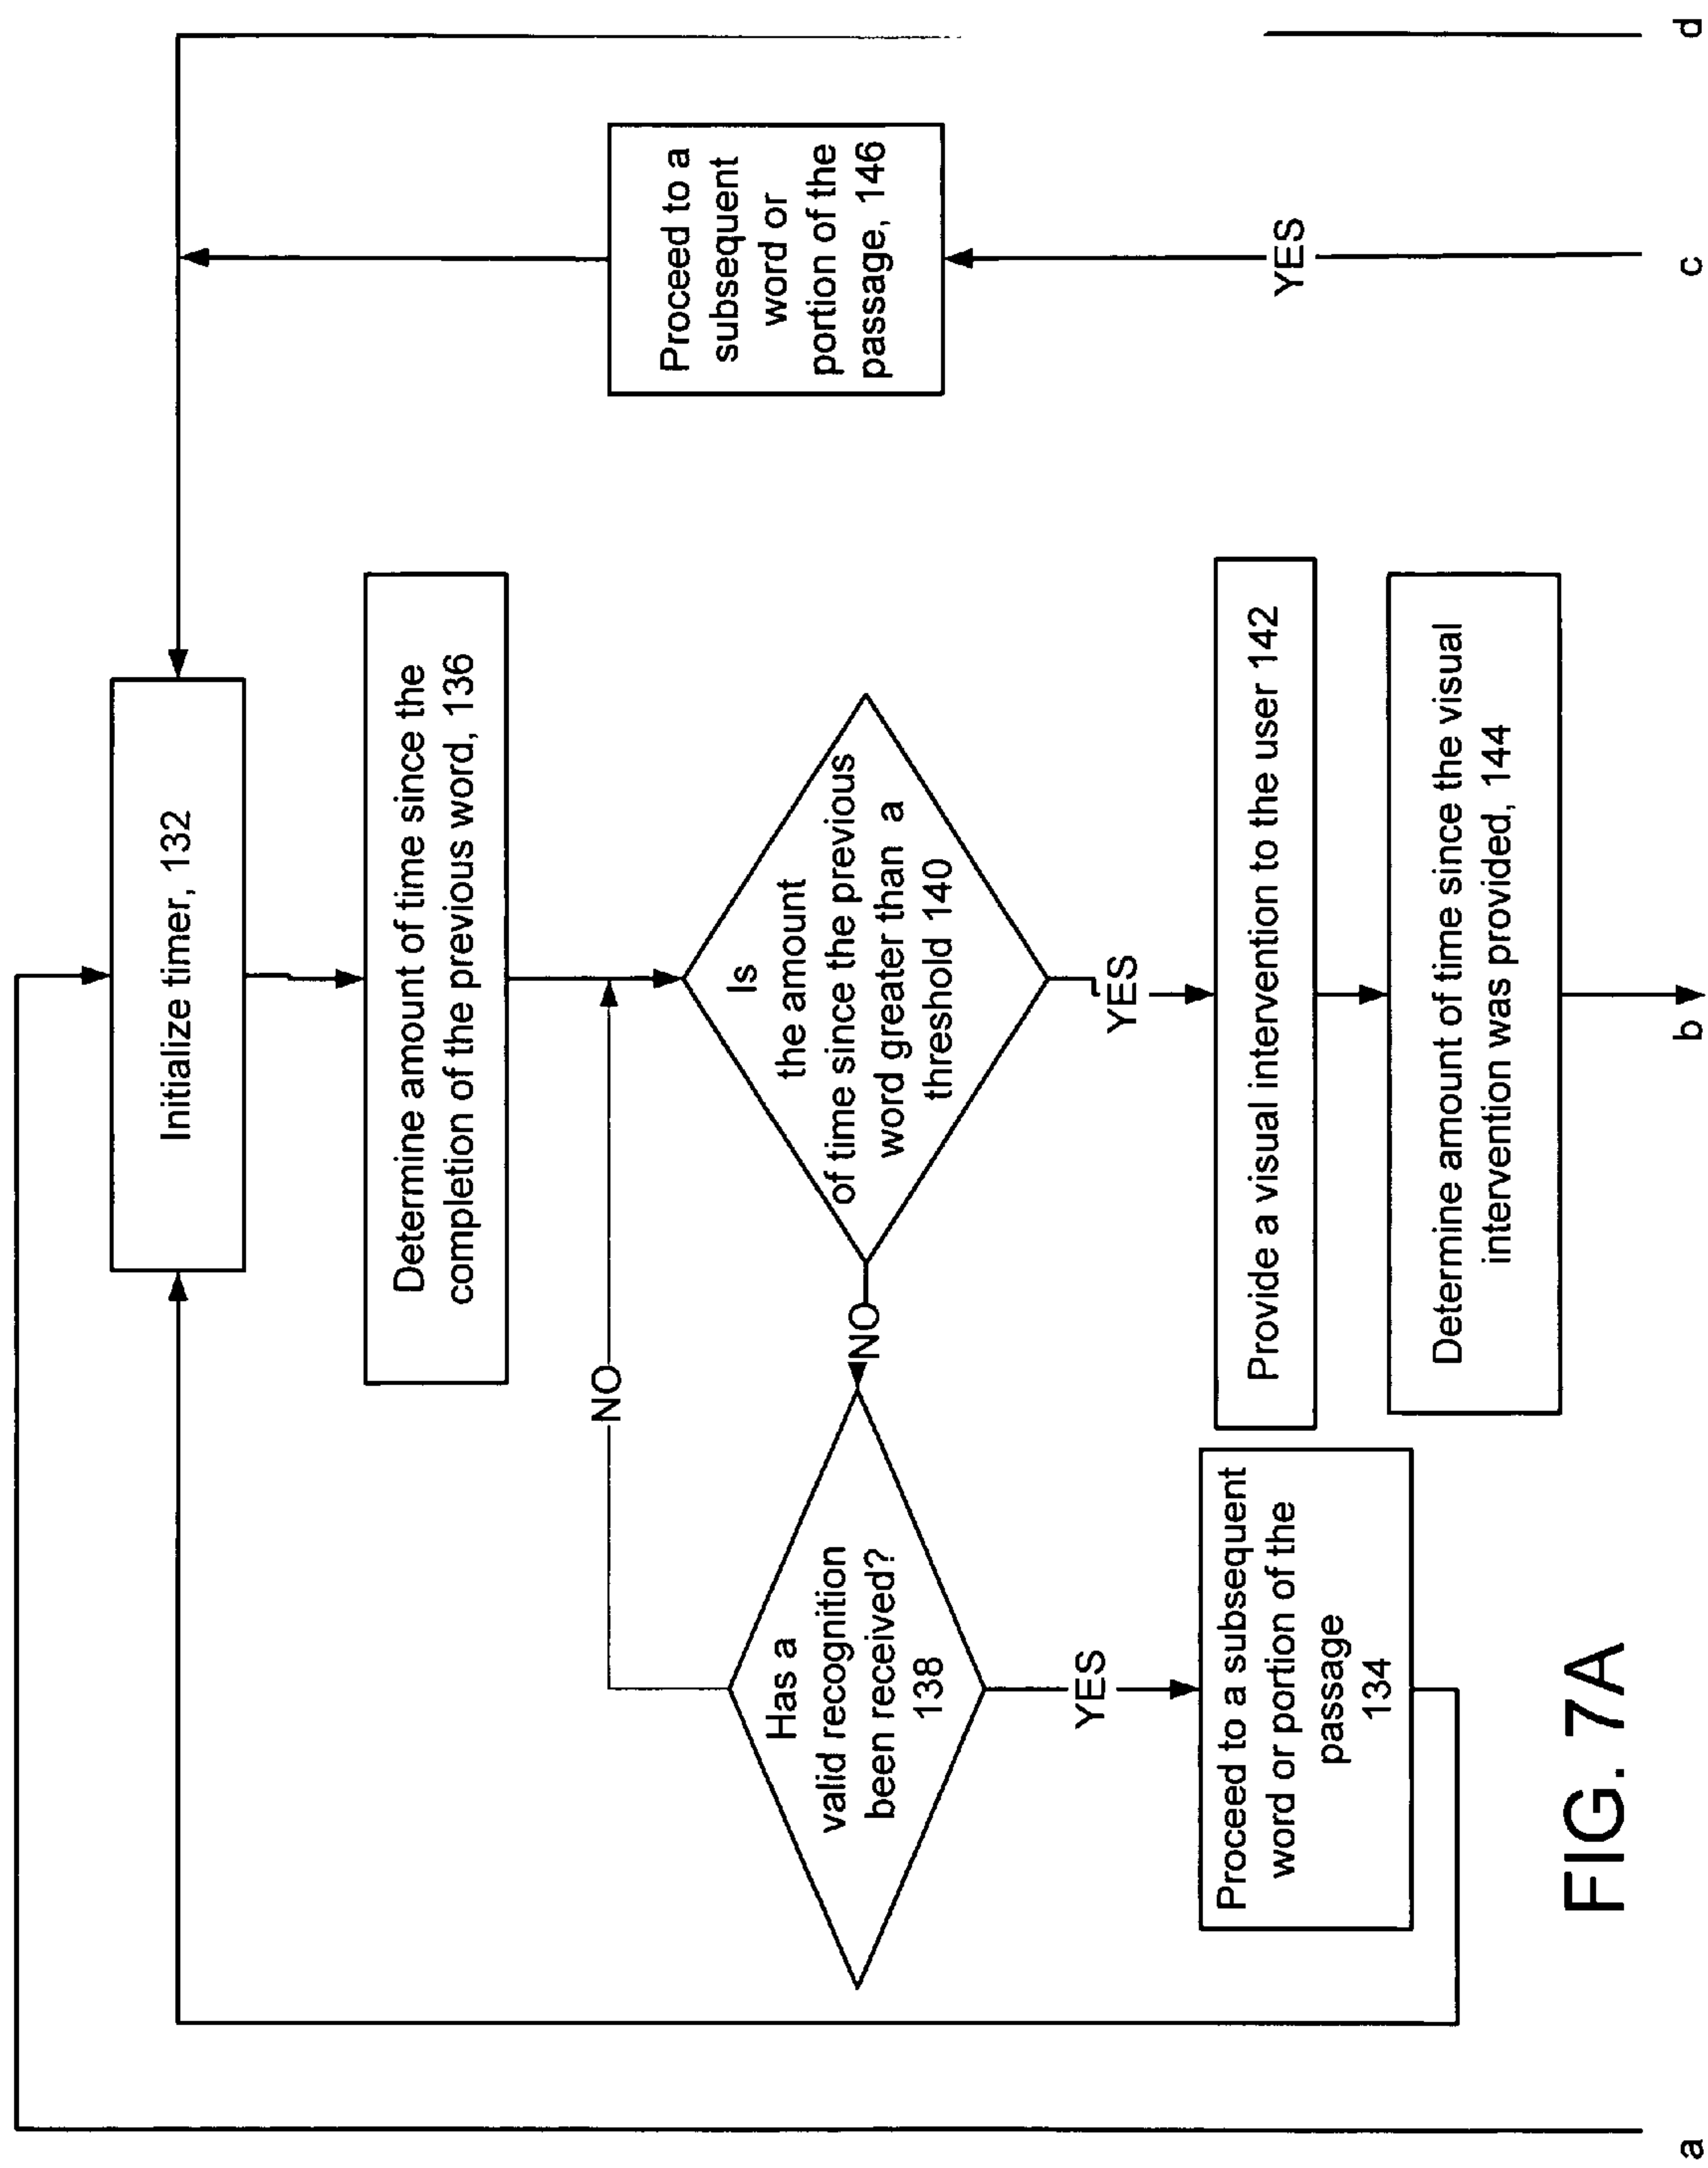 Initialize timer, 132
Determine amount of time since the
completion of the previous word, 136
NO
Is
the amount
of time since the previous
word greater than a
threshold 140
NO
Has a
valid recognition
been received?
138
YES
Proceed to a subsequent
word or portion of the
passage
134
YES
Provide a visual intervention to the user 142
Determine amount of time since the visual
intervention was provided, 144
Proceed to a
subsequent
word or
portion of the
passage, 146
YES
a
b
c
d
FIG. 7A